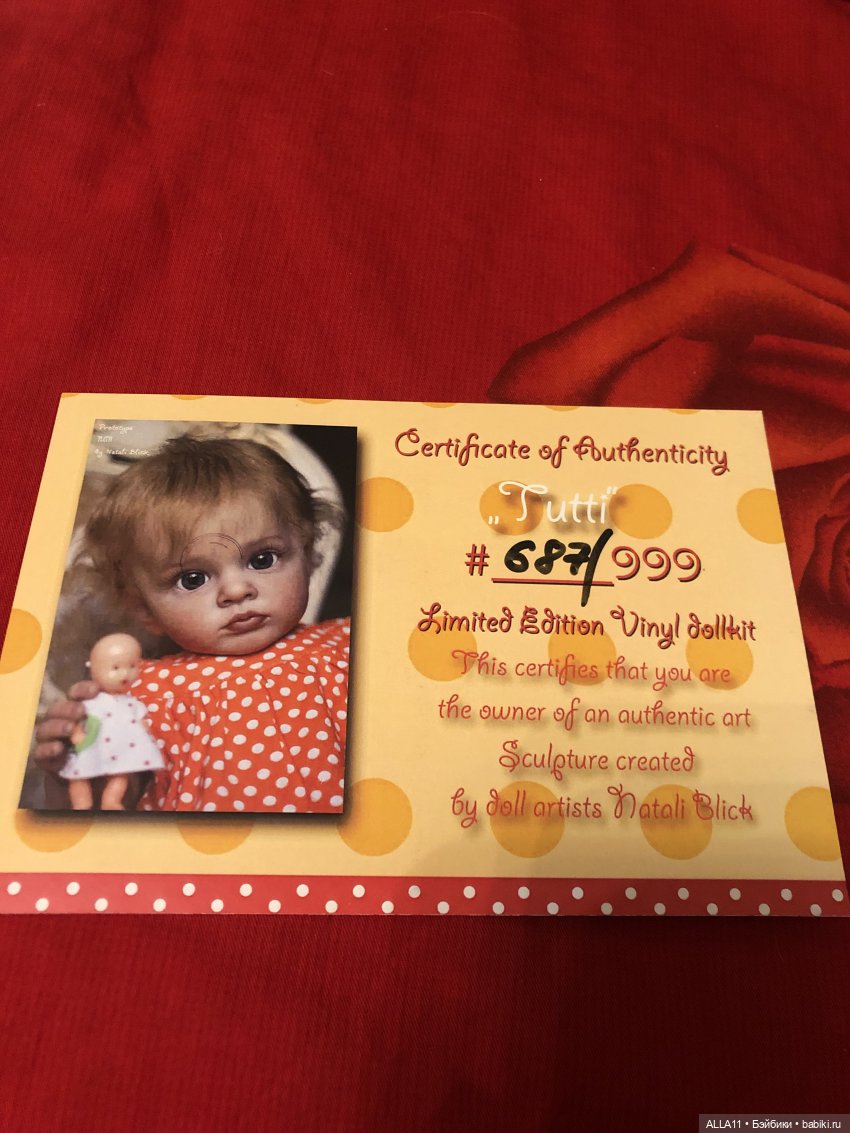 Prototype
Tutti
by Natali Blick
Certificate of Authenticity
„Tutti"
# 687/999
Limited Edition Vinyl dollkit
This certifies that you are
the owner of an authentic art
Sculpture created
by doll artists Natali Blick
ALLA11 • Бэйбики • babiki.ru